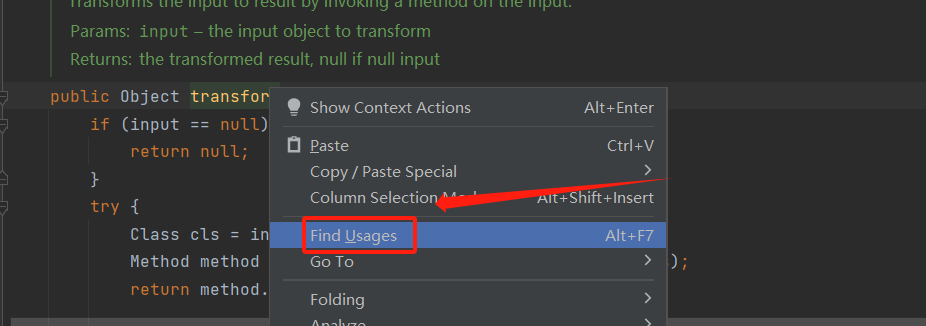 Transforms the input to result by invoking a method on the input.
Params: input – the input object to transform
Returns: the transformed result, null if null input
public Object transfor
if (input == null)
return null;
}
try {
Class cls = in
Method method );
return method.
Show Context Actions Alt+Enter
Paste Ctrl+V
Copy / Paste Special
Column Selection Alt+Shift+Insert
Find Usages Alt+F7
Go To
Folding
Analyze